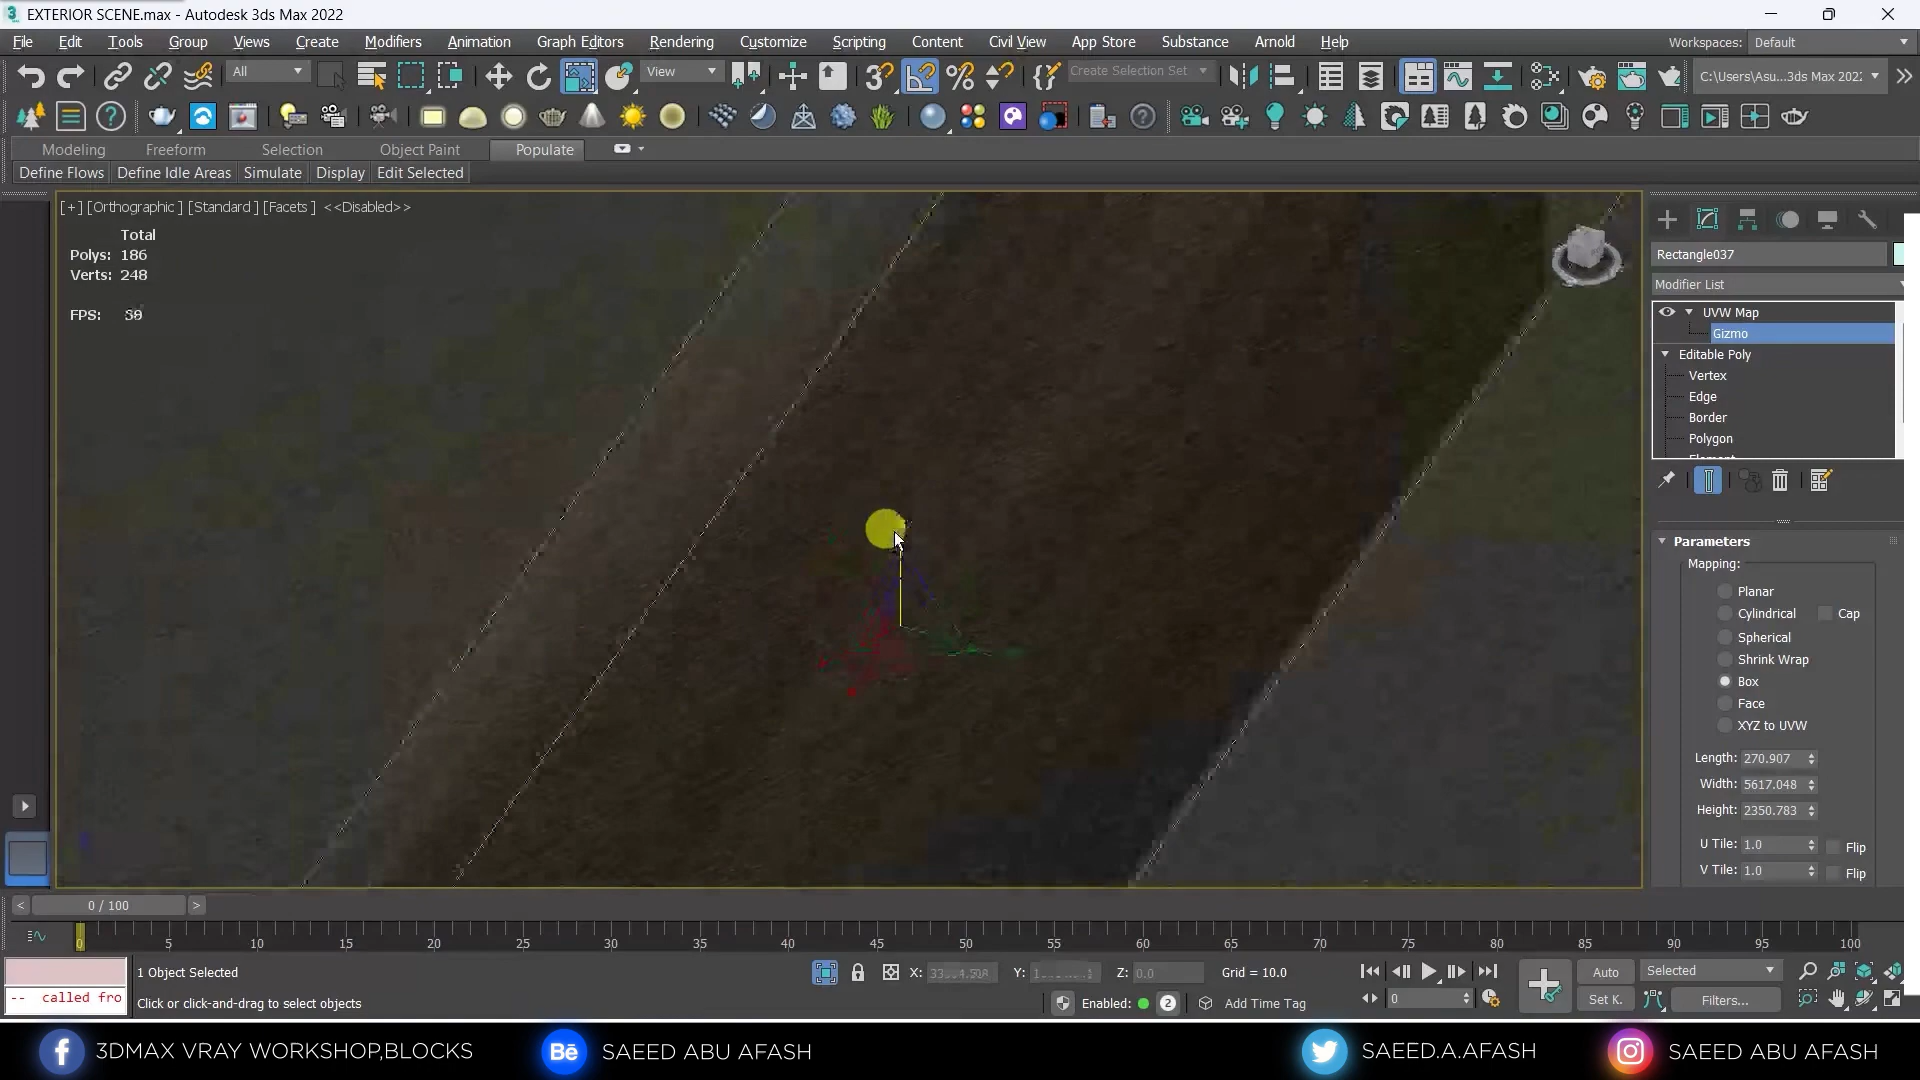 EXTERIOR SCENE.max - Autodesk 3ds Max 2022
File Edit Tools Group Views Create Modifiers Animation Graph Editors Rendering Customize Scripting Content Civil View App Store Substance Arnold Help Workspaces: Default
All View Create Selection Set C:\Users\Asu...3ds Max 2022
Modeling Freeform Selection Object Paint Populate
Define Flows Define Idle Areas Simulate Display Edit Selected
[+] [Orthographic ] [Standard ] [Facets ] <<Disabled>>
Total
Polys: 186
Verts: 248
FPS:
Rectangle037
Modifier List
UVW Map
Gizmo
Editable Poly
Vertex
Edge
Border
Polygon
Parameters
Mapping:
Planar
Cylindrical Cap
Spherical
Shrink Wrap
Box
Face
XYZ to UVW
Length: 270.907
Width: 5617.048
Height: 2350.783
U Tile: 1.0 Flip
V Tile: 1.0 Flip
< 0 / 100 >
0 5 10 15 20 25 30 35 40 45 50 55 60 65 70 75 80 85 90 95 100
1 Object Selected X: Y: Z: 0.0 Grid = 10.0 Auto Selected
-- called fro Click or click-and-drag to select objects Enabled: 2 Add Time Tag 0 Set K. Filters...
3DMAX VRAY WORKSHOP,BLOCKS Bē SAEED ABU AFASH SAEED.A.AFASH SAEED ABU AFASH